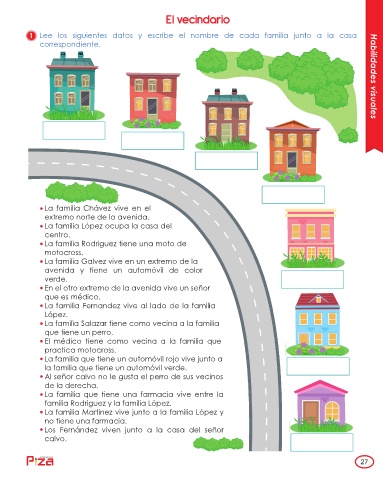 El vecindario
1 Lee los siguientes datos y escribe el nombre de cada familia junto a la casa
correspondiente.
Habilidades visuales
• La familia Chávez vive en el
extremo norte de la avenida.
• La familia López ocupa la casa del
centro.
• La familia Rodriguez tiene una moto de
motocross.
• La familia Galvez vive en un extremo de la
avenida y tiene un automóvil de color
verde.
• En el otro extremo de la avenida vive un señor
que es médico.
• La familia Fernandez vive al lado de la familia
López.
• La familia Salazar tiene como vecina a la familia
que tiene un perro.
• El médico tiene como vecina a la familia que
practica motocross.
• La familia que tiene un automóvil rojo vive junto a
la familia que tiene un automóvil verde.
• Al señor calvo no le gusta el perro de sus vecinos
de la derecha.
• La familia que tiene una farmacia vive entre la
familia Rodríguez y la familia López.
• La familia Martínez vive junto a la familia López y
no tiene una farmacia.
• Los Fernández viven junto a la casa del señor
calvo.
Piza
27